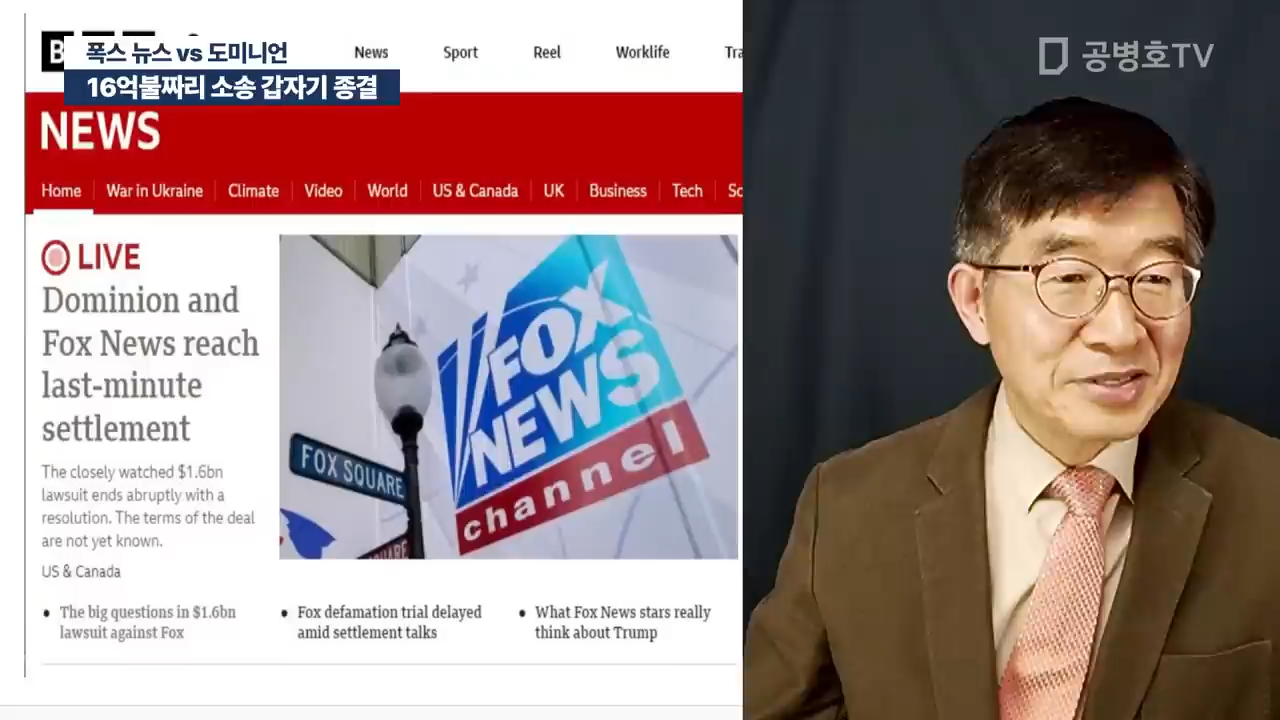 폭스 뉴스 vs 도미니언
16억불짜리 소송 갑자기 종결
공병호TV
B
News
Sport
Reel
Worklife
Tra
NEWS
Home
War in Ukraine
Climate
Video
World
US & Canada
UK
Business
Tech
Sc
LIVE
Dominion and
Fox News reach
last-minute
settlement
The closely watched $1.6bn
lawsuit ends abruptly with a
resolution. The terms of the deal
are not yet known.
US & Canada
FOX
NEWS
channel
FOX SQUARE
SQUARE
• The big questions in $1.6bn
lawsuit against Fox
• Fox defamation trial delayed
amid settlement talks
• What Fox News stars really
think about Trump